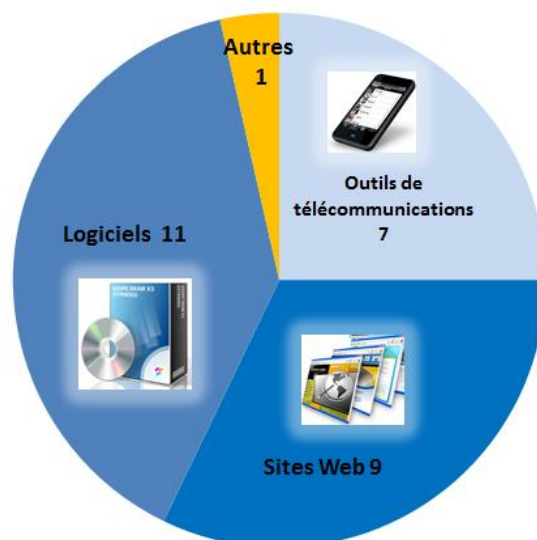 Autres
1
Outils de
télécommunications
7
Logiciels 11
Sites Web 9